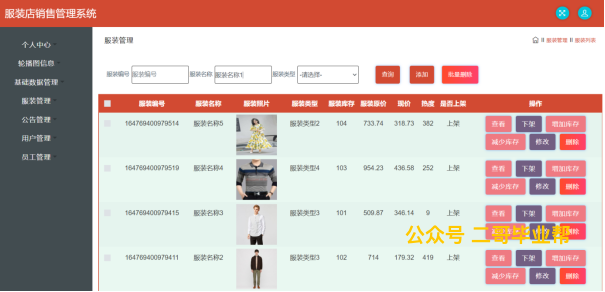 服装店销售管理系统
个人中心
轮播图信息
基础数据管理
服装管理
公告管理
用户管理
员工管理
服装管理
服装管理 服装列表
服装编号 服装编号 服装名称 服装名称1 服装类型 -请选择- 查询 添加 批量删除
服装编号 服装名称 服装照片 服装类型 服装库存 服装原价 现价 热度 是否上架 操作
164769400979514 服装名称5 服装类型2 104 733.74 318.73 382 上架 查看 下架 增加库存
减少库存 修改 删除
164769400979519 服装名称4 服装类型4 103 954.23 436.58 252 上架 查看 下架 增加库存
减少库存 修改 删除
164769400979415 服装名称3 服装类型3 101 509.87 346.14 9 上架 查看 下架 增加库存
公众号 二哥毕业帮
164769400979411 服装名称2 服装类型3 102 714 179.32 419 上架 查看 下架 增加库存
减少库存 修改 删除